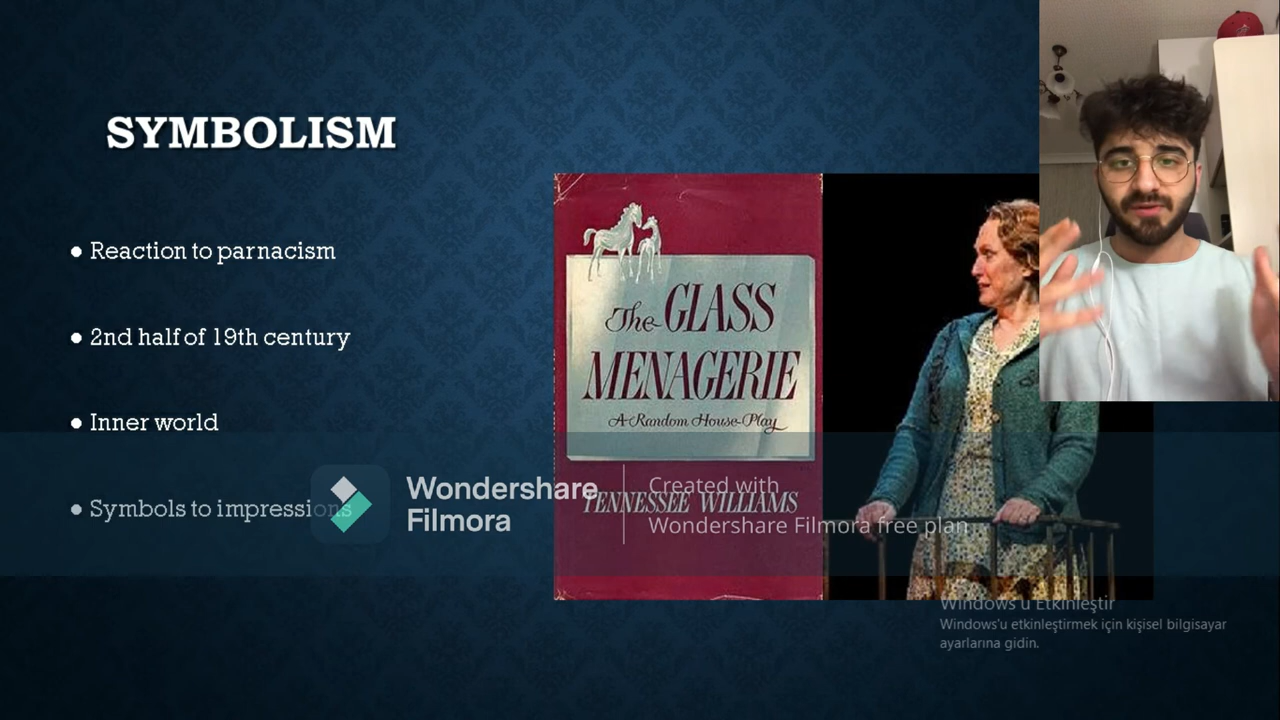 SYMBOLISM
● Reaction to parnacism
● 2nd half of 19th century
● Inner world
● Symbols to impressions
The GLASS
MENAGERIE
A Random House Play
TENNESSEE WILLIAMS
Wondershare
Filmora
Created with
Wondershare Filmora free plan
Windows'u Etkinleştir
Windows'u etkinleştirmek için kişisel bilgisayar
ayarlarına gidin.